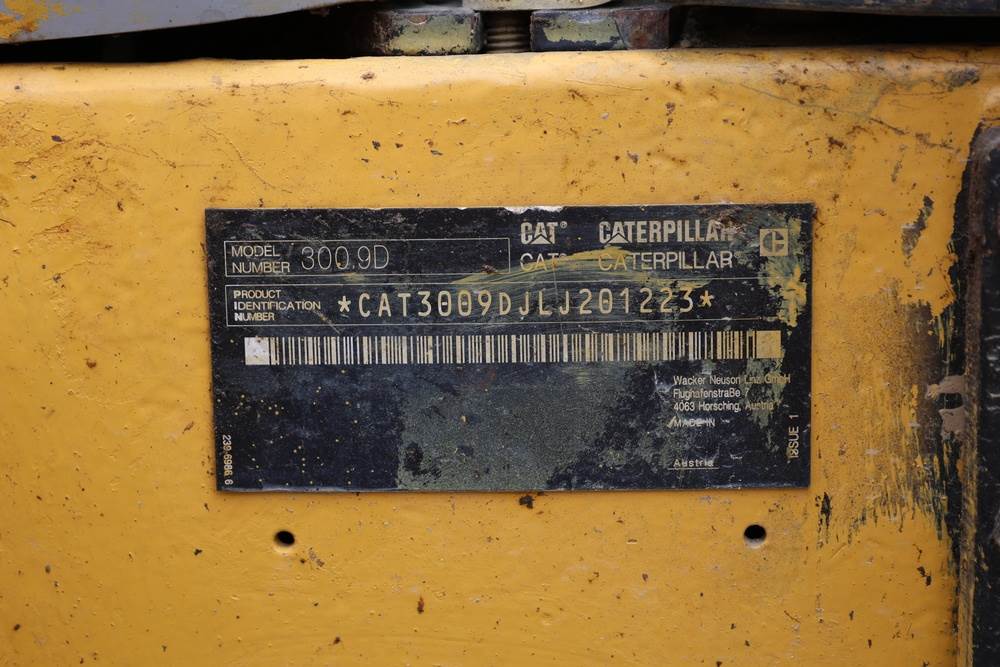 CAT® CATERPILLAR
CAT® CATERPILLAR
MODEL NUMBER 300.9D
PRODUCT IDENTIFICATION NUMBER *CAT3009DJLJ201223*
Wacker Neuson Linz GmbH
Flughafenstraße 7
4063 Horsching, Austria
MADE IN
Austria
239-6986 6
ISSUE 1